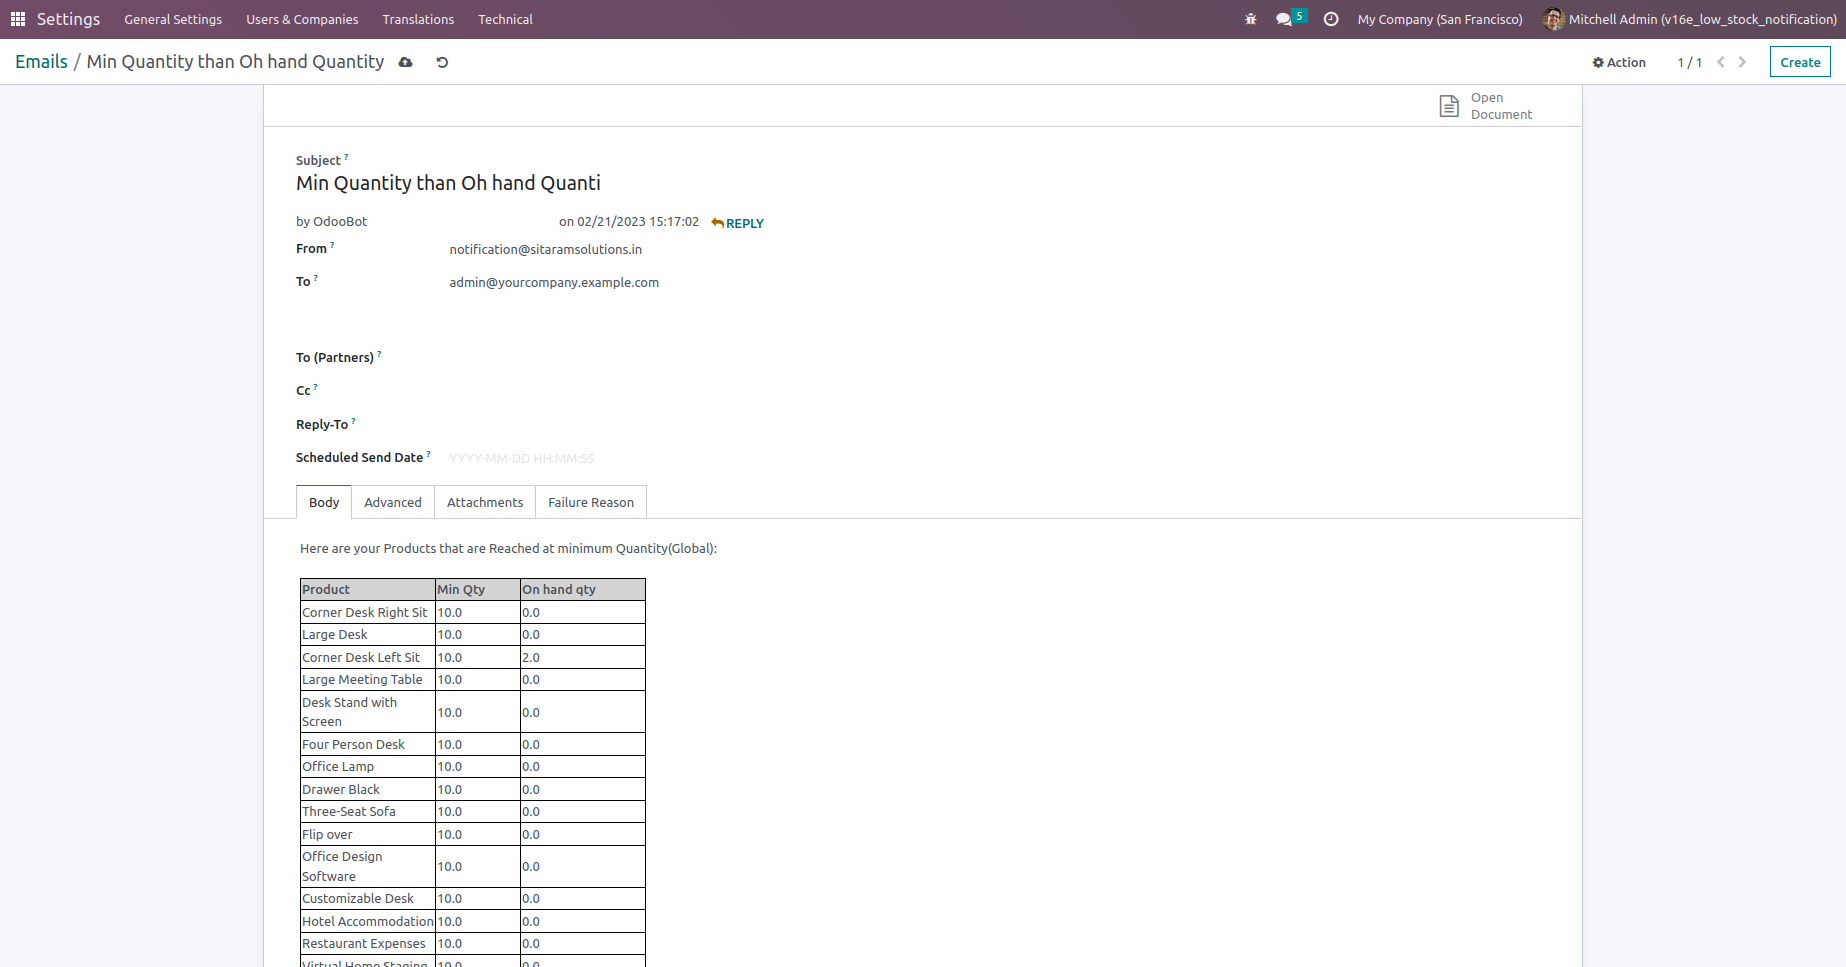 Settings General Settings Users & Companies Translations Technical 5 My Company (San Francisco) Mitchell Admin (v16e_low_stock_notification)
Emails / Min Quantity than Oh hand Quantity Action 1 / 1 Create
Open
Document
Subject ?
Min Quantity than Oh hand Quanti
by OdooBot on 02/21/2023 15:17:02 REPLY
From ? notification@sitaramsolutions.in
To ? admin@yourcompany.example.com
To (Partners) ?
Cc ?
Reply-To ?
Scheduled Send Date ? YYYY-MM-DD HH:MM:SS
Body Advanced Attachments Failure Reason
Here are your Products that are Reached at minimum Quantity(Global):
Product Min Qty On hand qty
Corner Desk Right Sit 10.0 0.0
Large Desk 10.0 0.0
Corner Desk Left Sit 10.0 2.0
Large Meeting Table 10.0 0.0
Desk Stand with
Screen 10.0 0.0
Four Person Desk 10.0 0.0
Office Lamp 10.0 0.0
Drawer Black 10.0 0.0
Three-Seat Sofa 10.0 0.0
Flip over 10.0 0.0
Office Design
Software 10.0 0.0
Customizable Desk 10.0 0.0
Hotel Accommodation 10.0 0.0
Restaurant Expenses 10.0 0.0
Virtual Home Staging 10.0 0.0